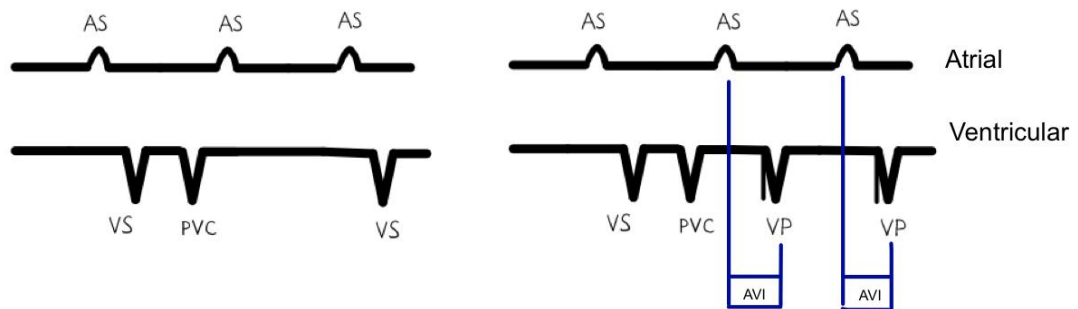 AS AS AS
VS PVC VS
AS AS AS
Atrial
Ventricular
VS PVC VP VP
AVI AVI